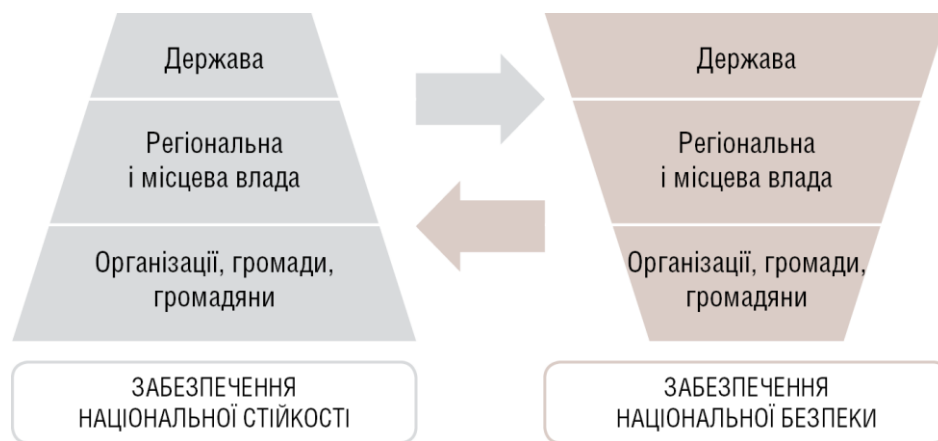 Держава
Регіональна
і місцева влада
Організації, громади,
громадяни
ЗАБЕЗПЕЧЕННЯ
НАЦІОНАЛЬНОЇ СТІЙКОСТІ
Держава
Регіональна
і місцева влада
Організації, громади,
громадяни
ЗАБЕЗПЕЧЕННЯ
НАЦІОНАЛЬНОЇ БЕЗПЕКИ